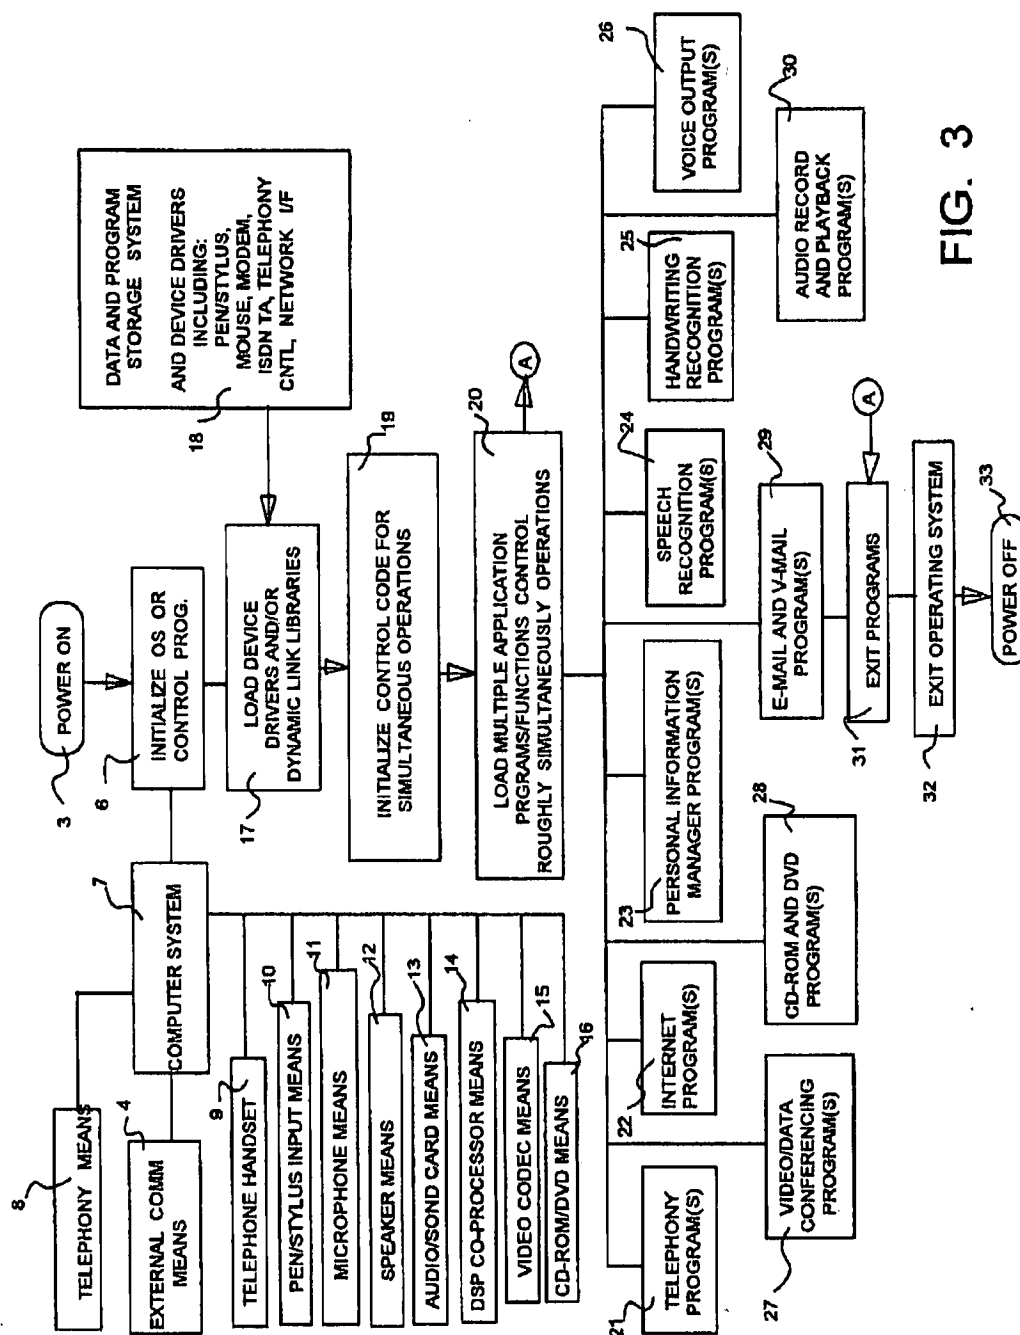 3
POWER ON
6
INITIALIZE OS OR
CONTROL PROG.
7
COMPUTER SYSTEM
8
TELEPHONY MEANS
4
EXTERNAL COMM
MEANS
9
TELEPHONE HANDSET
10
PEN/STYLUS INPUT MEANS
11
MICROPHONE MEANS
12
SPEAKER MEANS
13
AUDIO/SOND CARD MEANS
14
DSP CO-PROCESSOR MEANS
15
VIDEO CODEC MEANS
16
CD-ROM/DVD MEANS
17
LOAD DEVICE
DRIVERS AND/OR
DYNAMIC LINK LIBRARIES
DATA AND PROGRAM
STORAGE SYSTEM
AND DEVICE DRIVERS
INCLUDING:
PEN/STYLUS,
MOUSE, MODEM,
ISDN TA, TELEPHONY
CNTL, NETWORK I/F
18
19
INITIALIZE CONTROL CODE FOR
SIMULTANEOUS OPERATIONS
20
LOAD MULTIPLE APPLICATION
PRGRAMS/FUNCTIONS CONTROL
ROUGHLY SIMULTANEOUSLY OPERATIONS
A
21
TELEPHONY
PROGRAM(S)
22
INTERNET
PROGRAM(S)
23
PERSONAL INFORMATION
MANAGER PROGRAM(S)
24
SPEECH
RECOGNITION
PROGRAM(S)
25
HANDWRITING
RECOGNITION
PROGRAM(S)
26
VOICE OUTPUT
PROGRAM(S)
27
VIDEO/DATA
CONFERENCING
PROGRAM(S)
28
CD-ROM AND DVD
PROGRAM(S)
29
E-MAIL AND V-MAIL
PROGRAM(S)
30
AUDIO RECORD
AND PLAYBACK
PROGRAM(S)
A
31
EXIT PROGRAMS
32
EXIT OPERATING SYSTEM
33
POWER OFF
FIG. 3